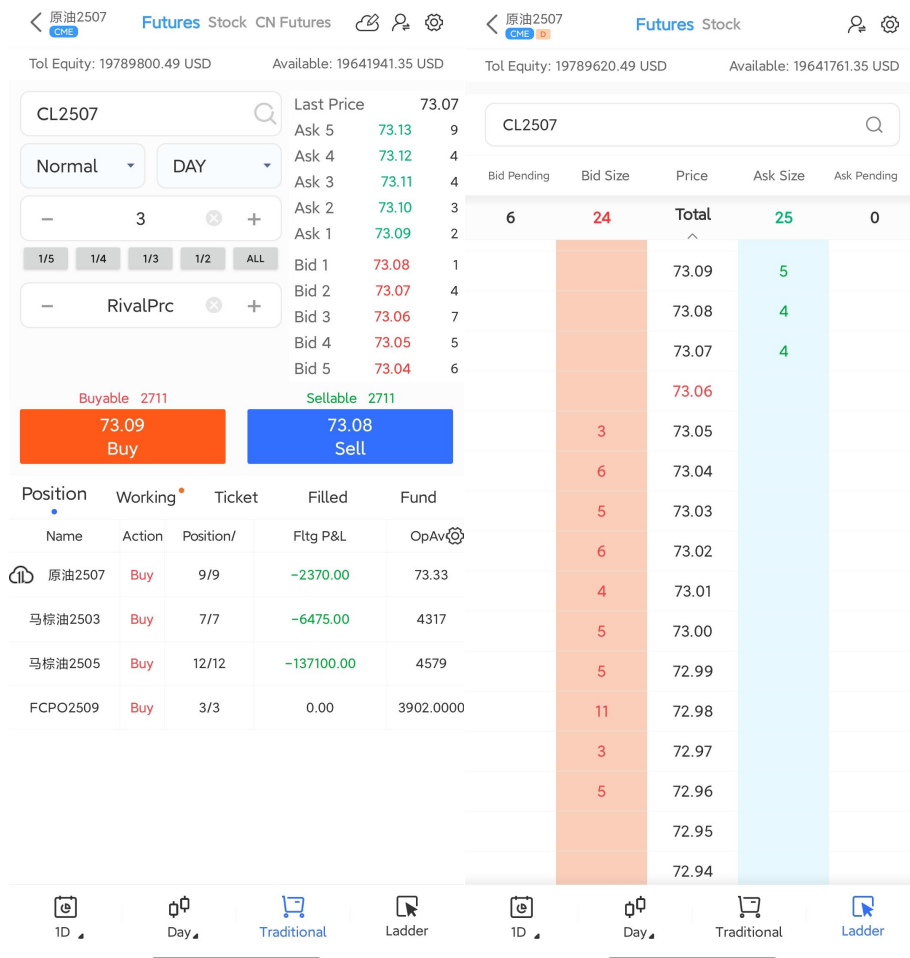 原油2507
CME
Futures Stock CN Futures
Tol Equity: 19789800.49 USD Available: 19641941.35 USD
CL2507
Normal DAY
− 3 +
1/5 1/4 1/3 1/2 ALL
− RivalPrc +
Last Price 73.07
Ask 5 73.13 9
Ask 4 73.12 4
Ask 3 73.11 4
Ask 2 73.10 3
Ask 1 73.09 2
Bid 1 73.08 1
Bid 2 73.07 4
Bid 3 73.06 7
Bid 4 73.05 5
Bid 5 73.04 6
Buyable 2711 Sellable 2711
73.09 73.08
Buy Sell
Position Working Ticket Filled Fund
Name Action Position/ Fltg P&L OpAv
原油2507 Buy 9/9 −2370.00 73.33
马棕油2503 Buy 7/7 −6475.00 4317
马棕油2505 Buy 12/12 −137100.00 4579
FCPO2509 Buy 3/3 0.00 3902.0000
1D Day Traditional Ladder
原油2507
CME D
Futures Stock
Tol Equity: 19789620.49 USD Available: 19641761.35 USD
CL2507
Bid Pending Bid Size Price Ask Size Ask Pending
6 24 Total 25 0
73.09 5
73.08 4
73.07 4
73.06
3 73.05
6 73.04
5 73.03
6 73.02
4 73.01
5 73.00
5 72.99
11 72.98
3 72.97
5 72.96
72.95
72.94
1D Day Traditional Ladder